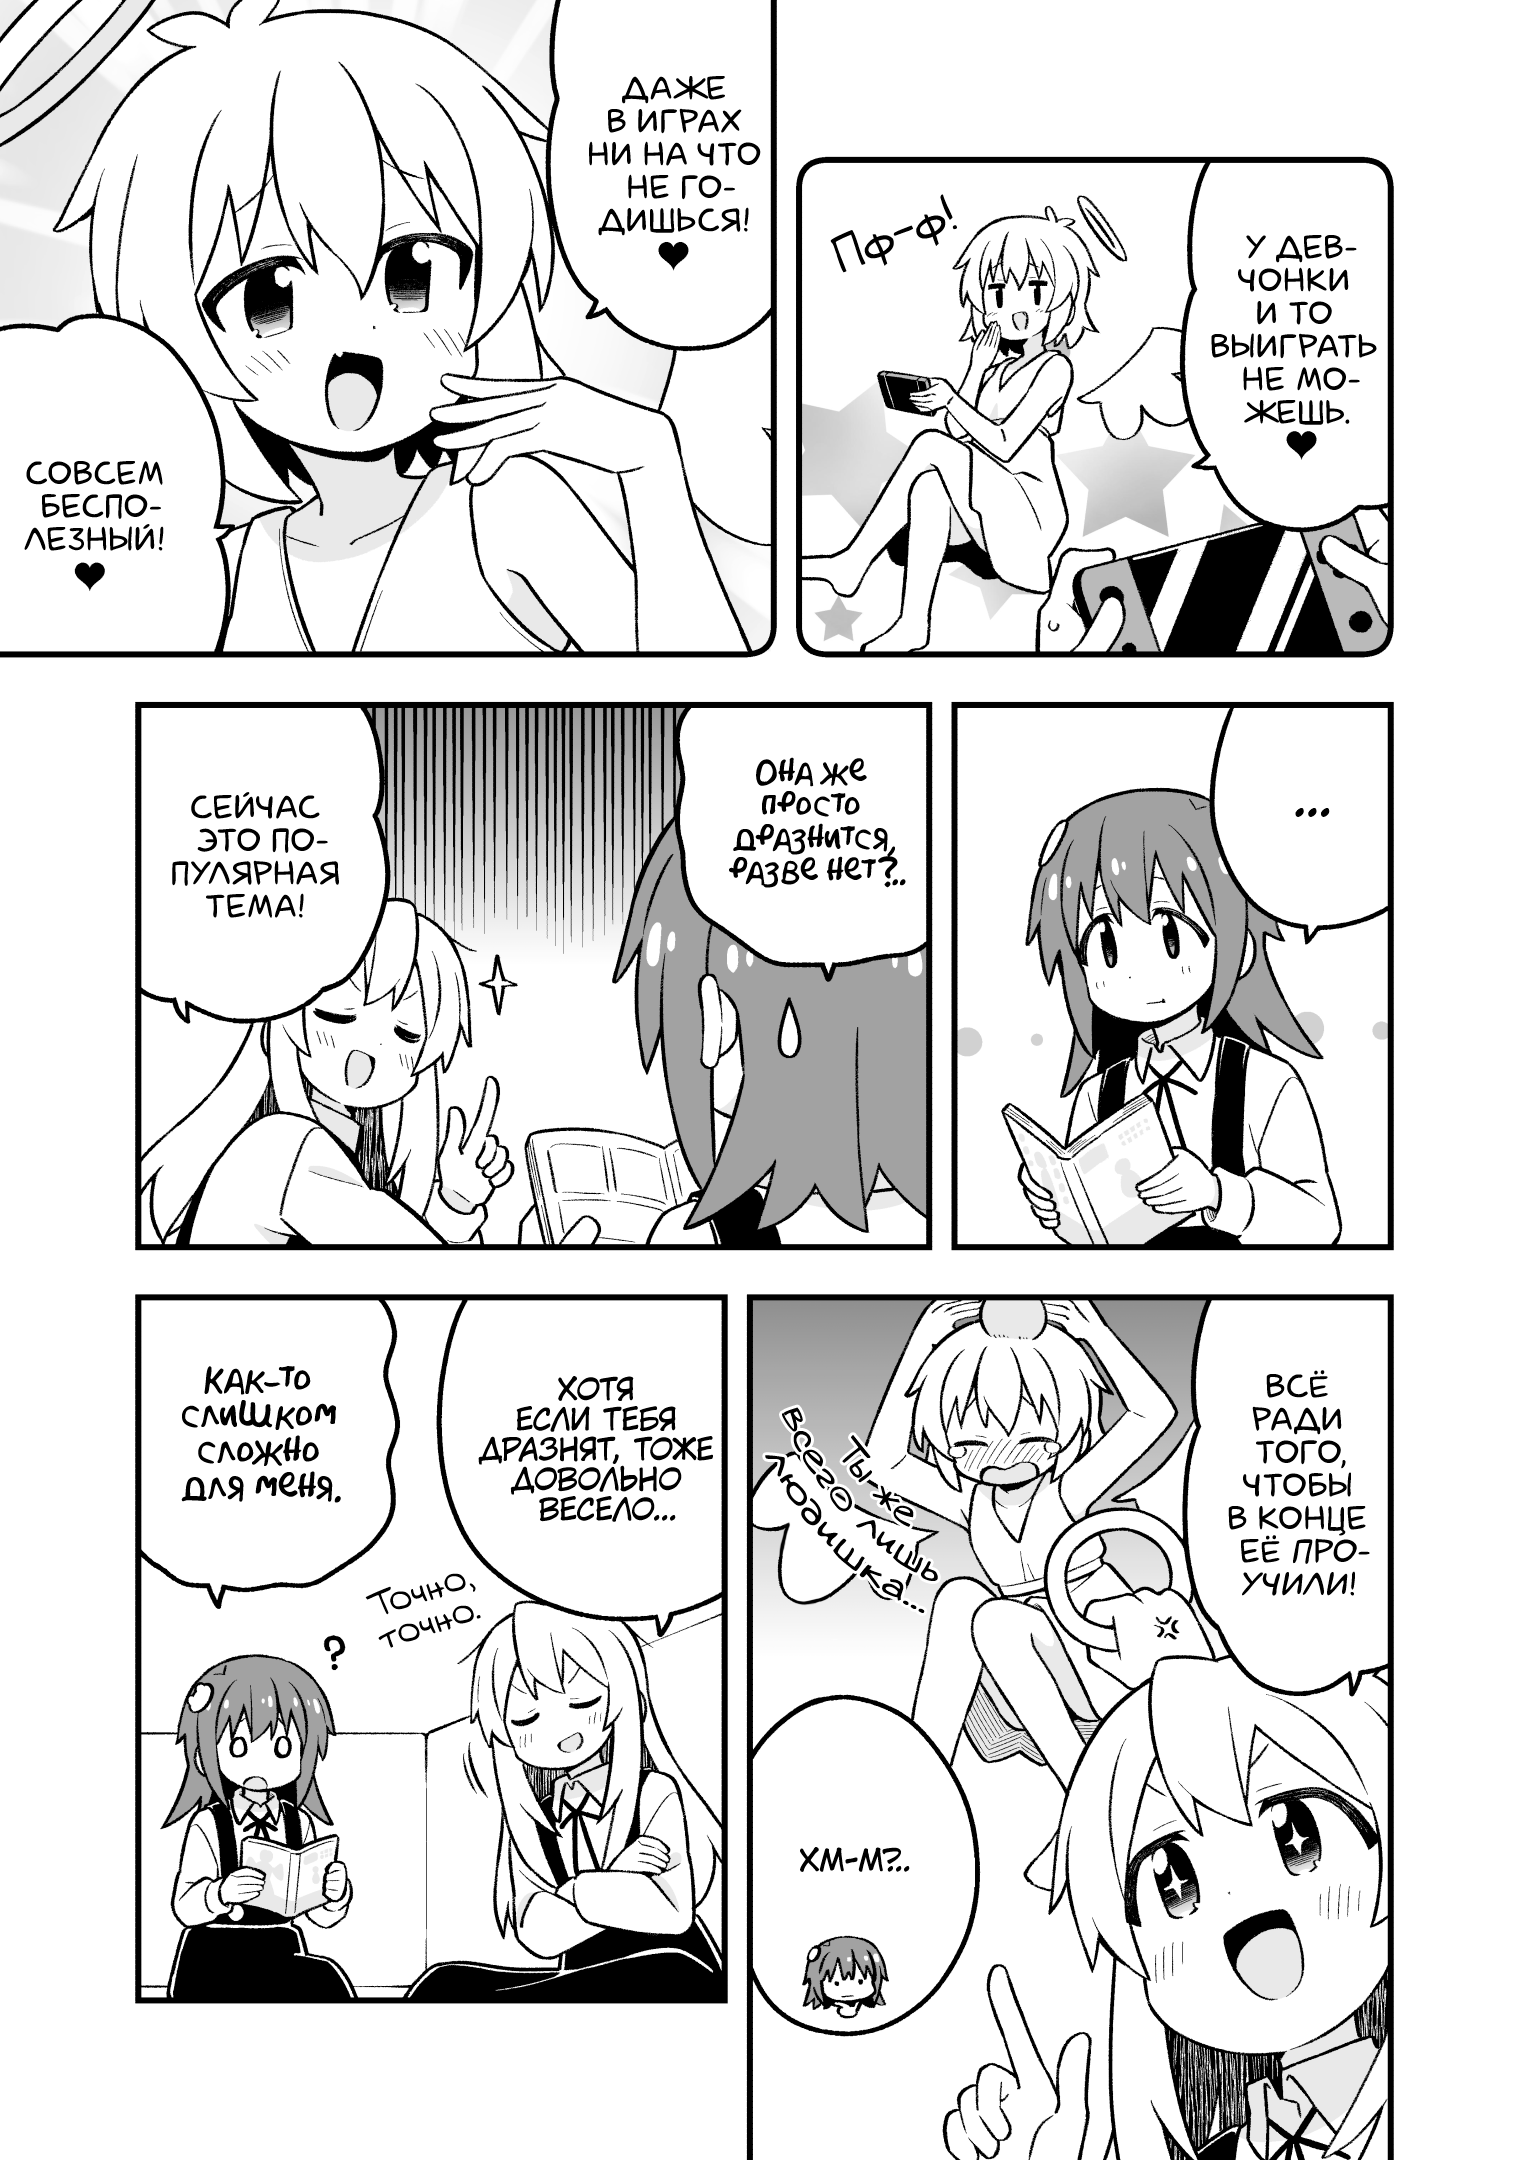 У ДЕВ-
ЧОНКИ
И ТО
ВЫИГРАТЬ
НЕ МО-
ЖЕШЬ.
♥
ПФ-Ф!
ДАЖЕ
В ИГРАХ
НИ НА ЧТО
НЕ ГО-
ДИШЬСЯ!
♥
СОВСЕМ
БЕСПО-
ЛЕЗНЫЙ!
♥
...
ОНА ЖЕ
ПРОСТО
ДРАЗНИТСЯ,
РАЗВЕ НЕТ?..
СЕЙЧАС
ЭТО ПО-
ПУЛЯРНАЯ
ТЕМА!
ВСЁ
РАДИ
ТОГО,
ЧТОБЫ
В КОНЦЕ
ЕЁ ПРО-
УЧИЛИ!
Ты-же
всего лишь
людишка...
ХМ-М?..
ХОТЯ
ЕСЛИ ТЕБЯ
ДРАЗНЯТ, ТОЖЕ
ДОВОЛЬНО
ВЕСЕЛО...
Точно,
точно.
КАК-ТО
СЛИШКОМ
СЛОЖНО
ДЛЯ МЕНЯ.
?